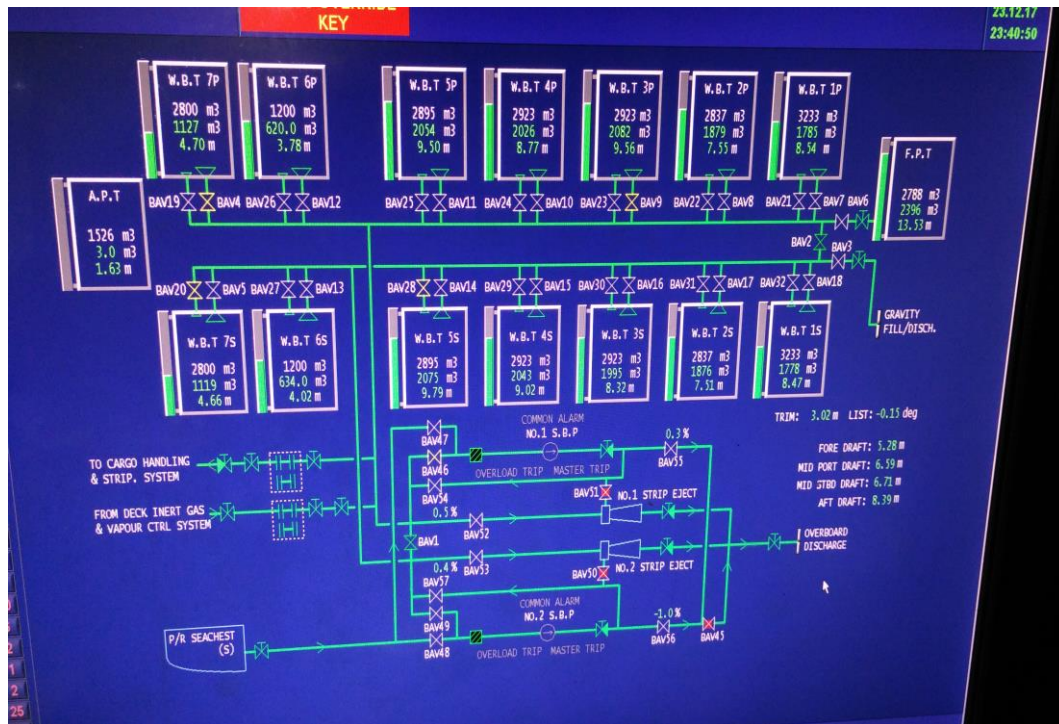 KEY
23.12.17
23:40:50
W.B.T 7P
2800 m3
1127 m3
4.70 m
W.B.T 6P
1200 m3
620.0 m3
3.78 m
W.B.T 5P
2895 m3
2054 m3
9.50 m
W.B.T 4P
2923 m3
2026 m3
8.77 m
W.B.T 3P
2923 m3
2082 m3
9.56 m
W.B.T 2P
2837 m3
1879 m3
7.55 m
W.B.T 1P
3233 m3
1785 m3
8.54 m
F.P.T
2788 m3
2396 m3
13.53 m
A.P.T
1526 m3
3.0 m3
1.63 m
BAV19 BAV4 BAV26 BAV12 BAV25 BAV11 BAV24 BAV10 BAV23 BAV9 BAV22 BAV8 BAV21 BAV7 BAV6
BAV2 BAV3
BAV20 BAV5 BAV27 BAV13 BAV28 BAV14 BAV29 BAV15 BAV30 BAV16 BAV31 BAV17 BAV32 BAV18
GRAVITY
FILL/DISCH.
W.B.T 7S
2800 m3
1119 m3
4.66 m
W.B.T 6S
1200 m3
634.0 m3
4.02 m
W.B.T 5S
2895 m3
2075 m3
9.79 m
W.B.T 4S
2923 m3
2043 m3
9.02 m
W.B.T 3S
2923 m3
1995 m3
8.32 m
W.B.T 2S
2837 m3
1876 m3
7.51 m
W.B.T 1S
3233 m3
1778 m3
8.47 m
TRIM: 3.02 m LIST: -0.15 deg
FORE DRAFT: 5.28 m
MID PORT DRAFT: 6.59 m
MID STBD DRAFT: 6.71 m
AFT DRAFT: 8.39 m
COMMON ALARM
NO.1 S.B.P
OVERLOAD TRIP MASTER TRIP
BAV47
BAV46
BAV54
0.3 %
BAV55
TO CARGO HANDLING
& STRIP. SYSTEM
FROM DECK INERT GAS
& VAPOUR CTRL SYSTEM
0.5 %
BAV52
BAV51
NO.1 STRIP EJECT
BAV1
0.4 %
BAV53
BAV50
NO.2 STRIP EJECT
OVERBOARD
DISCHARGE
BAV57
BAV49
BAV48
COMMON ALARM
NO.2 S.B.P
OVERLOAD TRIP MASTER TRIP
-1.0 %
BAV56
BAV45
P/R SEACHEST
(S)
2
1
2
25